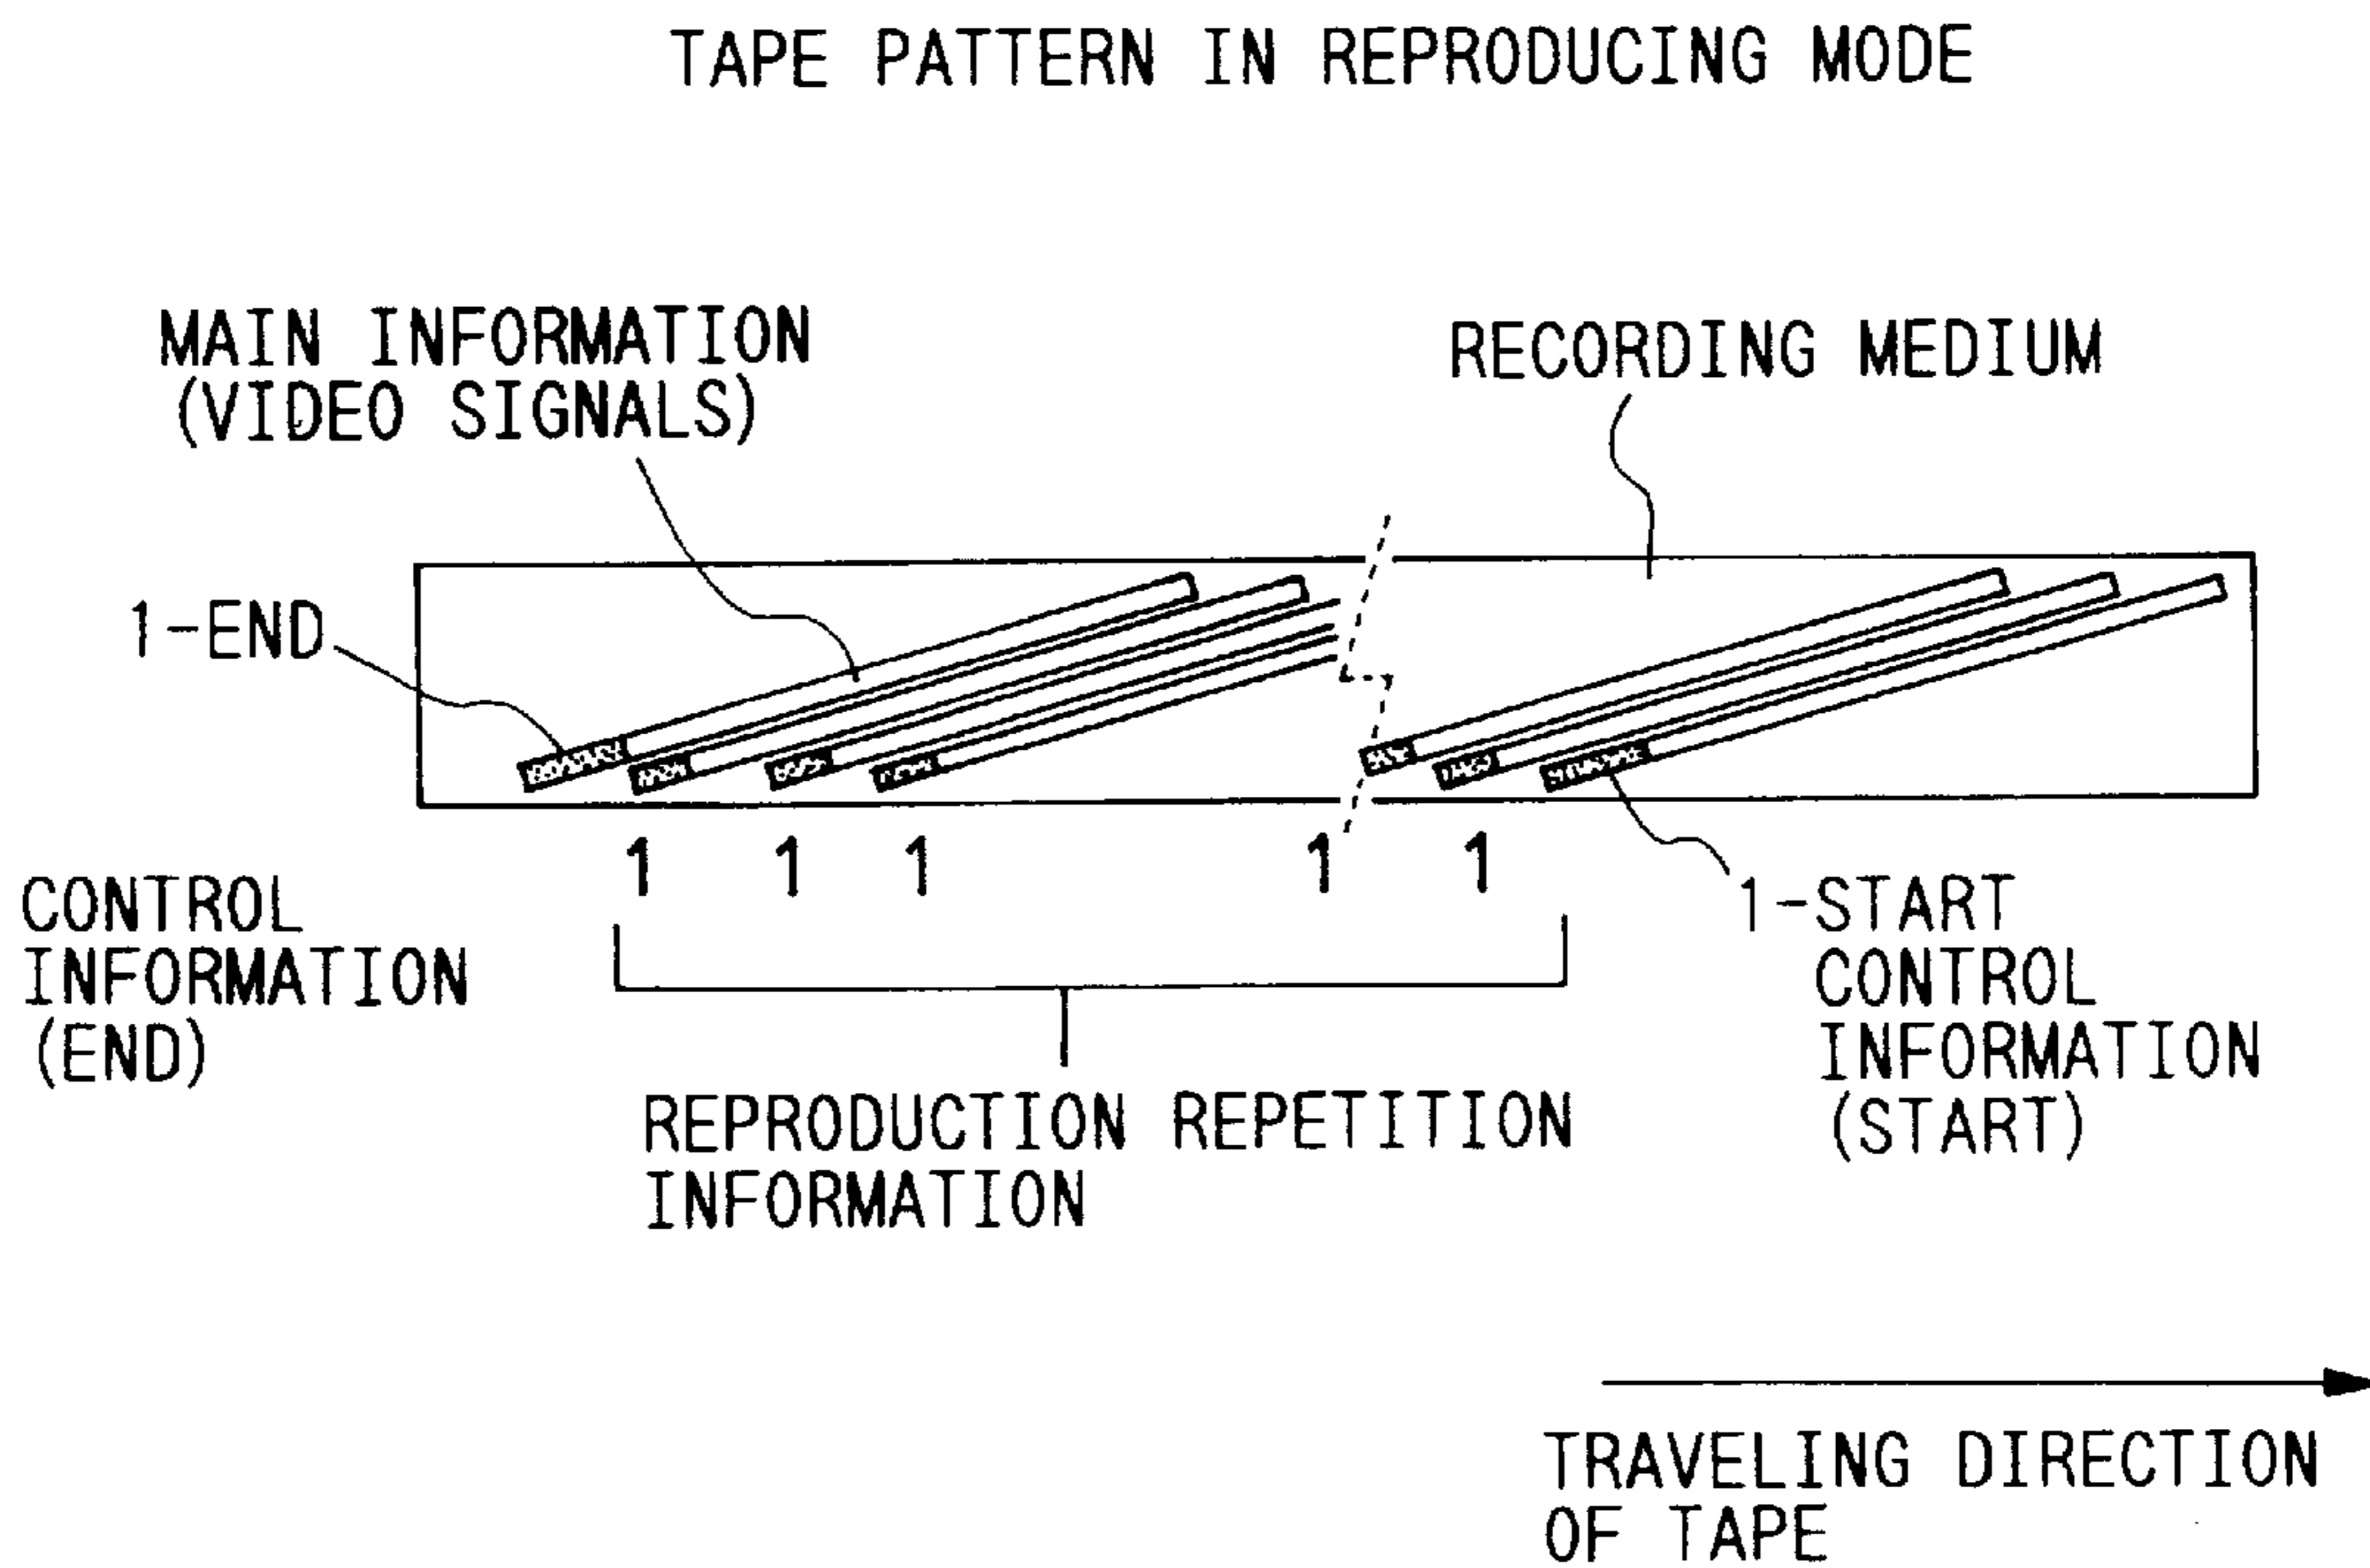 TAPE PATTERN IN REPRODUCING MODE
MAIN INFORMATION
(VIDEO SIGNALS)
RECORDING MEDIUM
1-END
1 1 1 1 1
CONTROL
INFORMATION
(END)
1-START
CONTROL
INFORMATION
(START)
REPRODUCTION REPETITION
INFORMATION
TRAVELING DIRECTION
OF TAPE